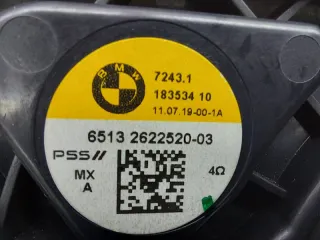 BMW
7243.1
183534 10
11.07.19-00-1A
6513 2622520-03
PSS//
MX
A
4Ω